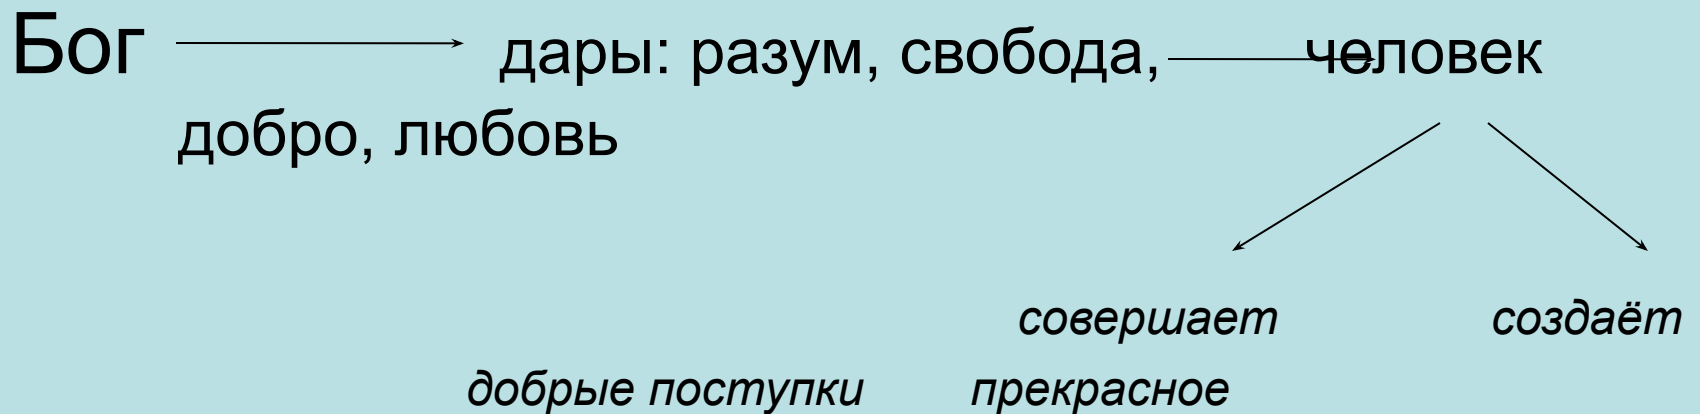 Бог дары: разум, свобода, человек
добро, любовь
совершает создаёт
добрые поступки прекрасное